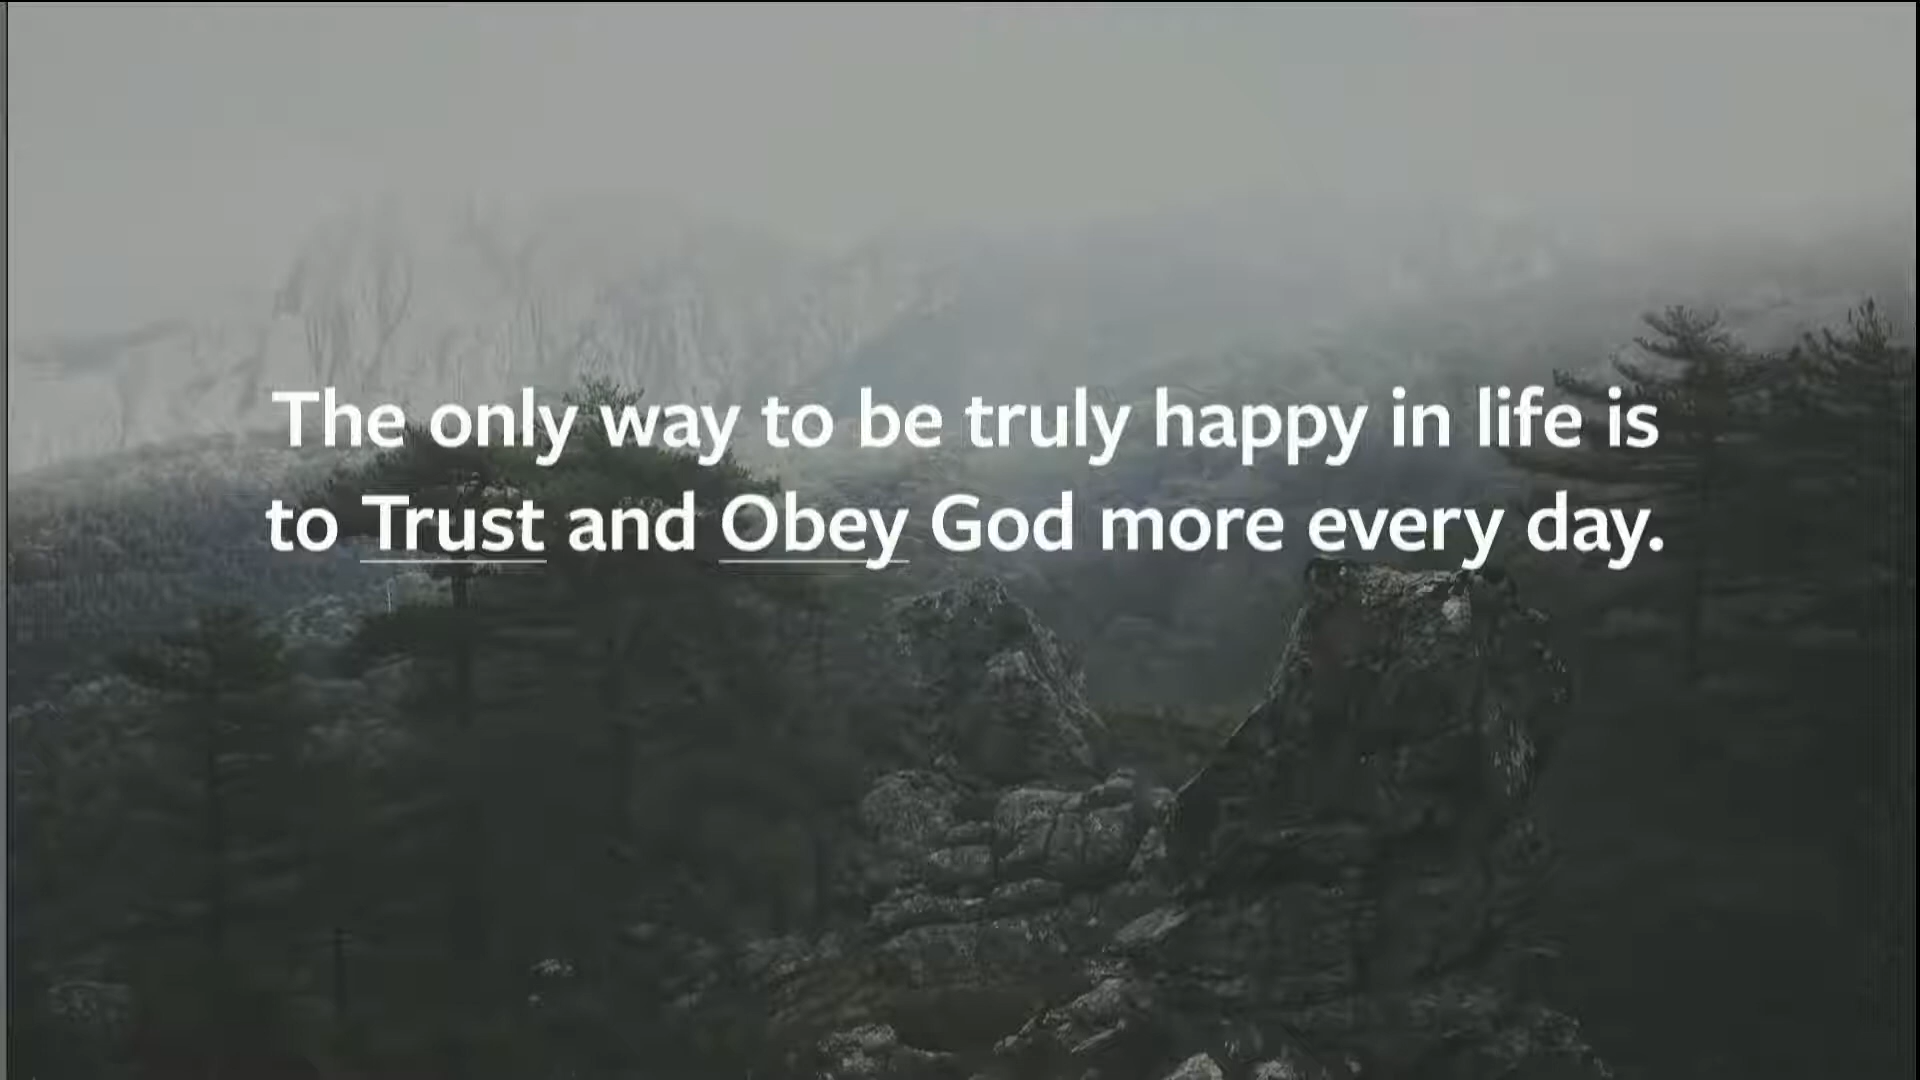 The only way to be truly happy in life is
to Trust and Obey God more every day.